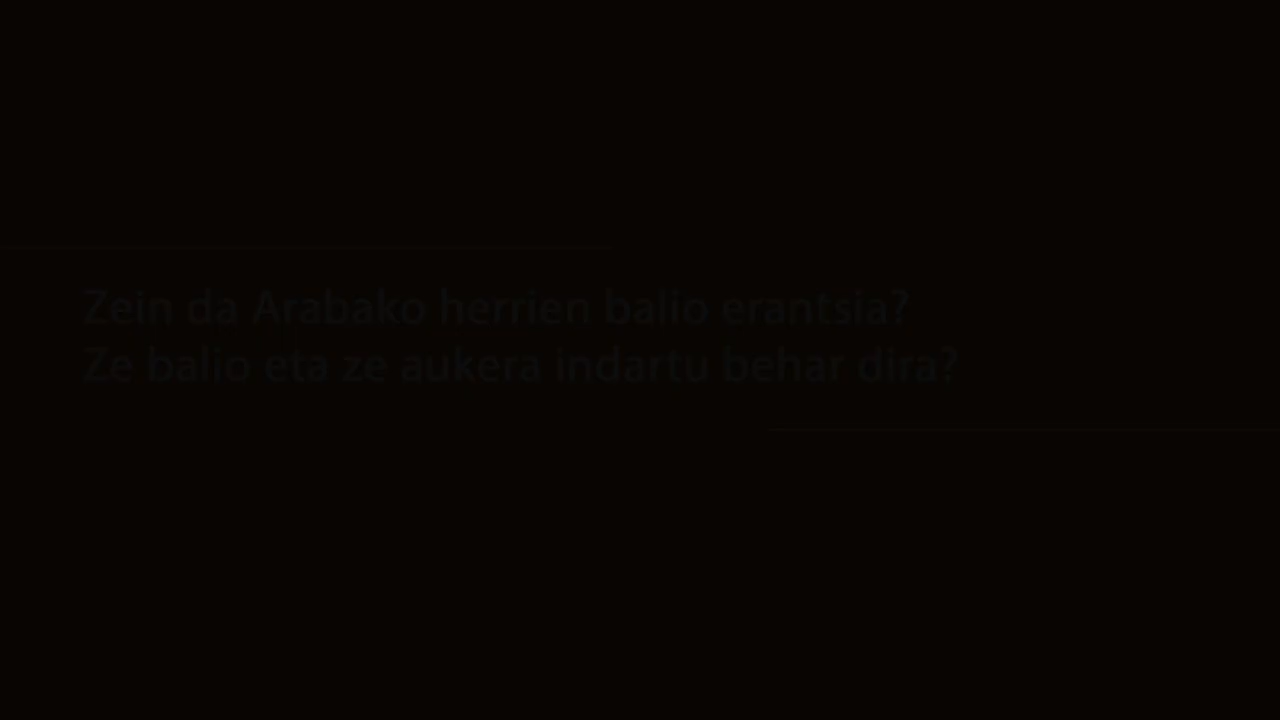 Zein da Arabako herrien balio erantsia?
Ze balio eta ze aukera indartu behar dira?